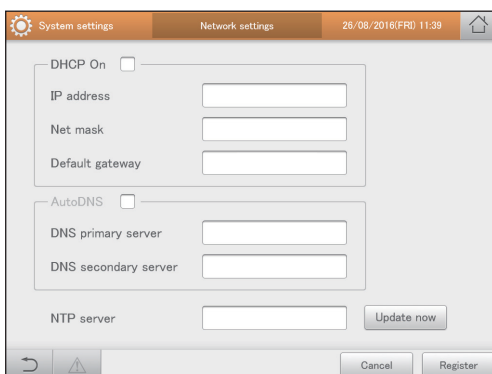 System settings Network settings 26/08/2016(FRI) 11:39
DHCP On
IP address
Net mask
Default gateway
AutoDNS
DNS primary server
DNS secondary server
NTP server Update now
Cancel Register